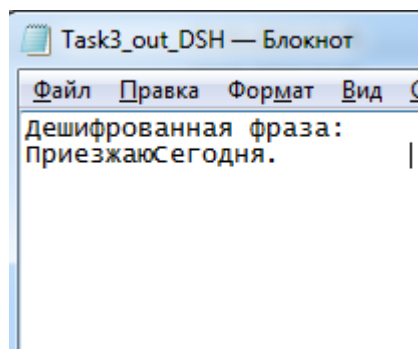 Task3_out_DSH — Блокнот
Файл Правка Формат Вид
Дешифрованная фраза:
ПриезжаюСегодня.